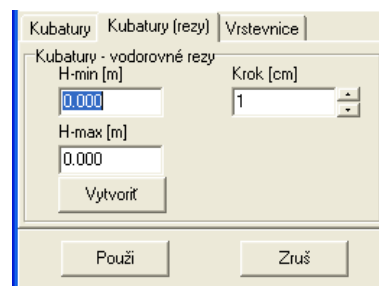 Kubatury Kubatury (rezy) Vrstevnice
Kubatury - vodorovné rezy
H-min [m] Krok [cm]
0.000 1
H-max [m]
0.000
Vytvoriť
Použi Zruš